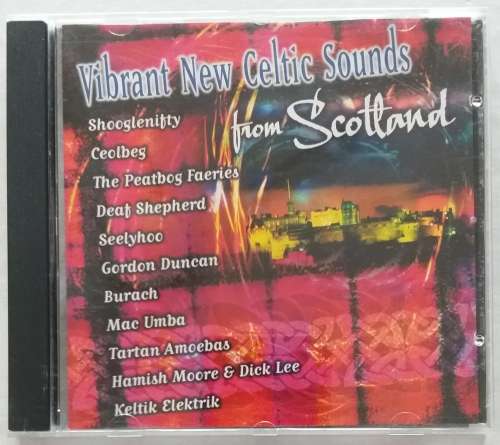 Vibrant New Celtic Sounds
from Scotland
Shooglenifty
Ceolbeg
The Peatbog Faeries
Deaf Shepherd
Seelyhoo
Gordon Duncan
Burach
Mac Umba
Tartan Amoebas
Hamish Moore & Dick Lee
Keltik Elektrik